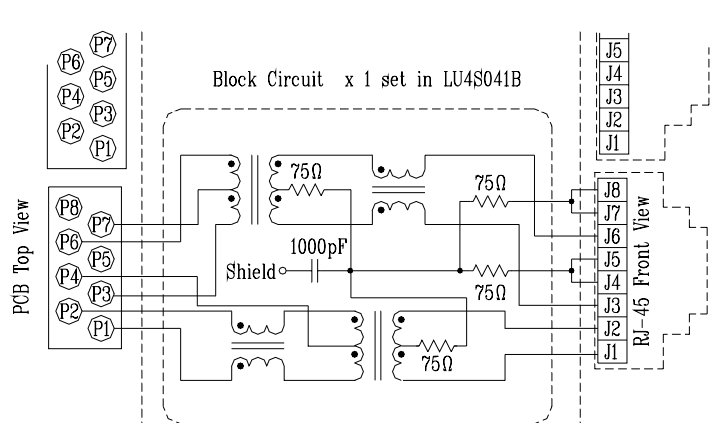 P7
P6
P5
P4
P3
P2
P1
Block Circuit x 1 set in LU4S041B
J5
J4
J3
J2
J1
PCB Top View
P8
P7
P6
P5
P4
P3
P2
P1
75Ω
75Ω
1000pF
Shield
75Ω
75Ω
J8
J7
J6
J5
J4
J3
J2
J1
RJ-45 Front View